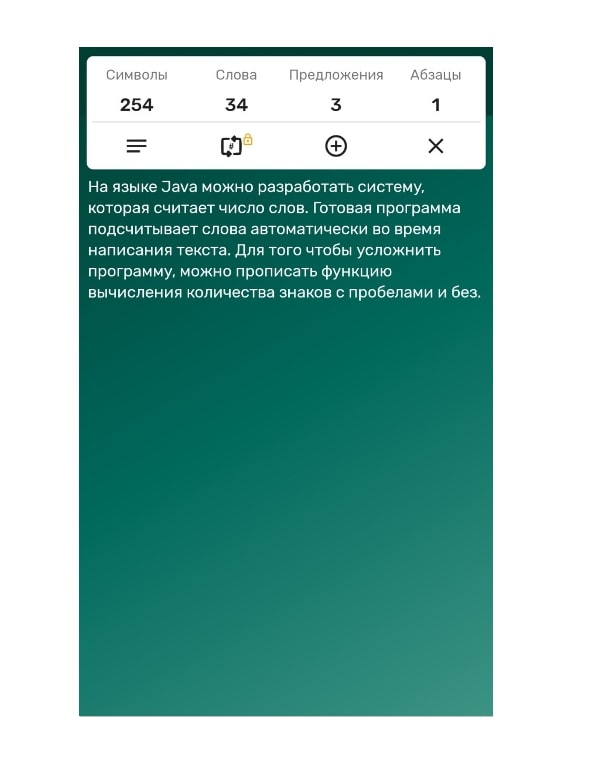 Символы Слова Предложения Абзацы
254 34 3 1
#
На языке Java можно разработать систему,
которая считает число слов. Готовая программа
подсчитывает слова автоматически во время
написания текста. Для того чтобы усложнить
программу, можно прописать функцию
вычисления количества знаков с пробелами и без.